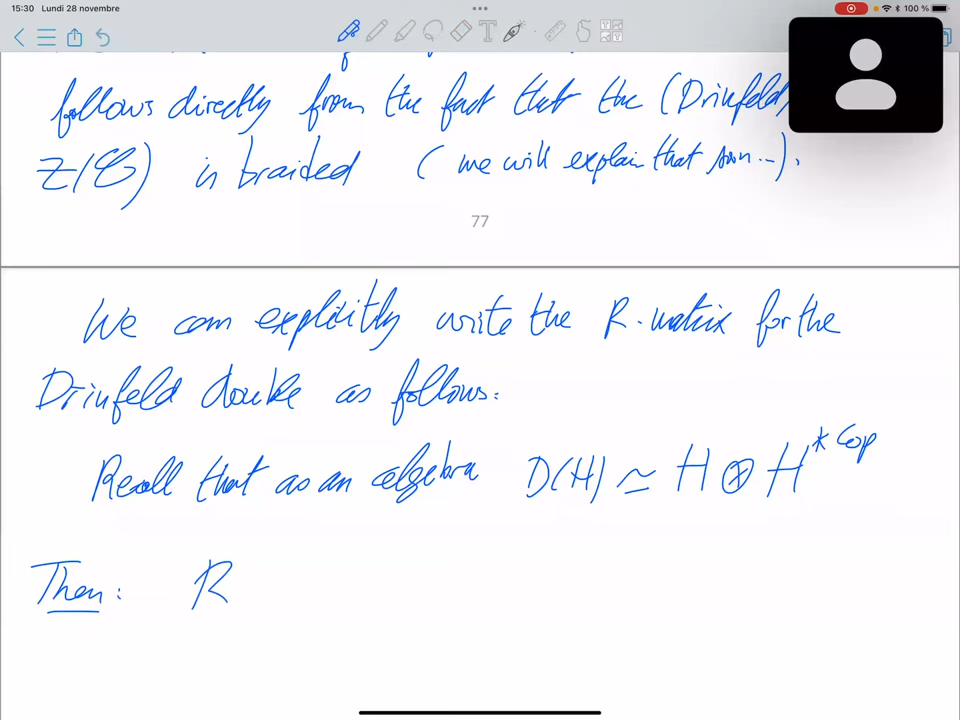 15:30 Lundi 28 novembre
100 %
follows directly from the fact that the (Drinfeld)
Z(C) is braided (we will explain that soon...).
77
We can explicitly write the R-matrix for the
Drinfeld double as follows:
Recall that as an algebra D(H) ≃ H ⊗ H^{* cop}
Then: R